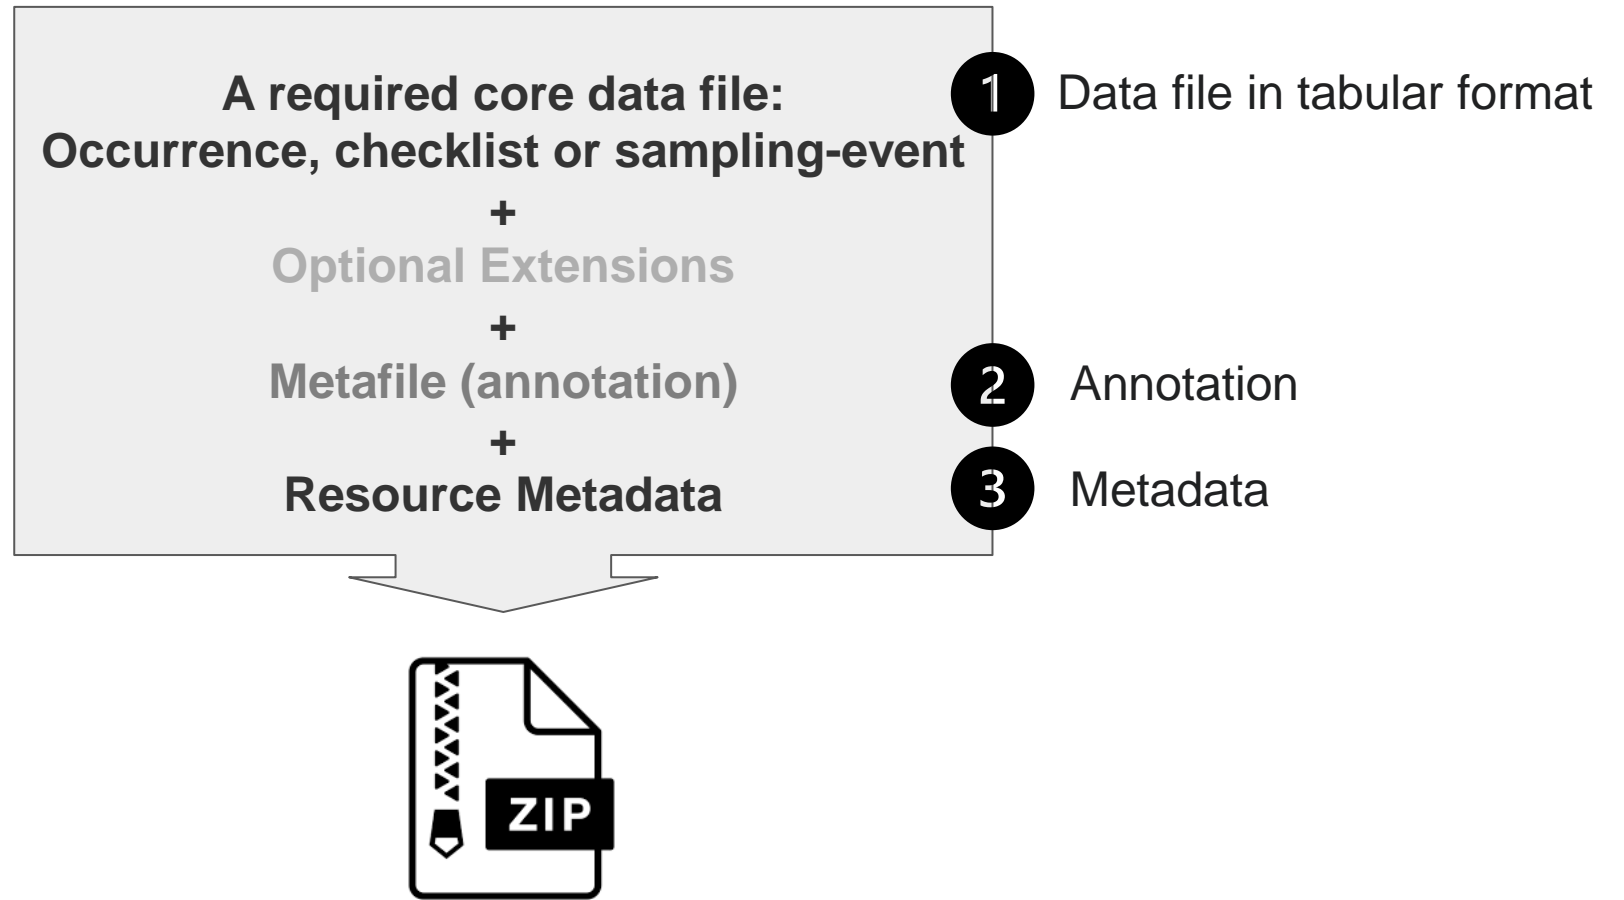 A required core data file:
Occurrence, checklist or sampling-event
+
Optional Extensions
+
Metafile (annotation)
+
Resource Metadata
1 Data file in tabular format
2 Annotation
3 Metadata
ZIP